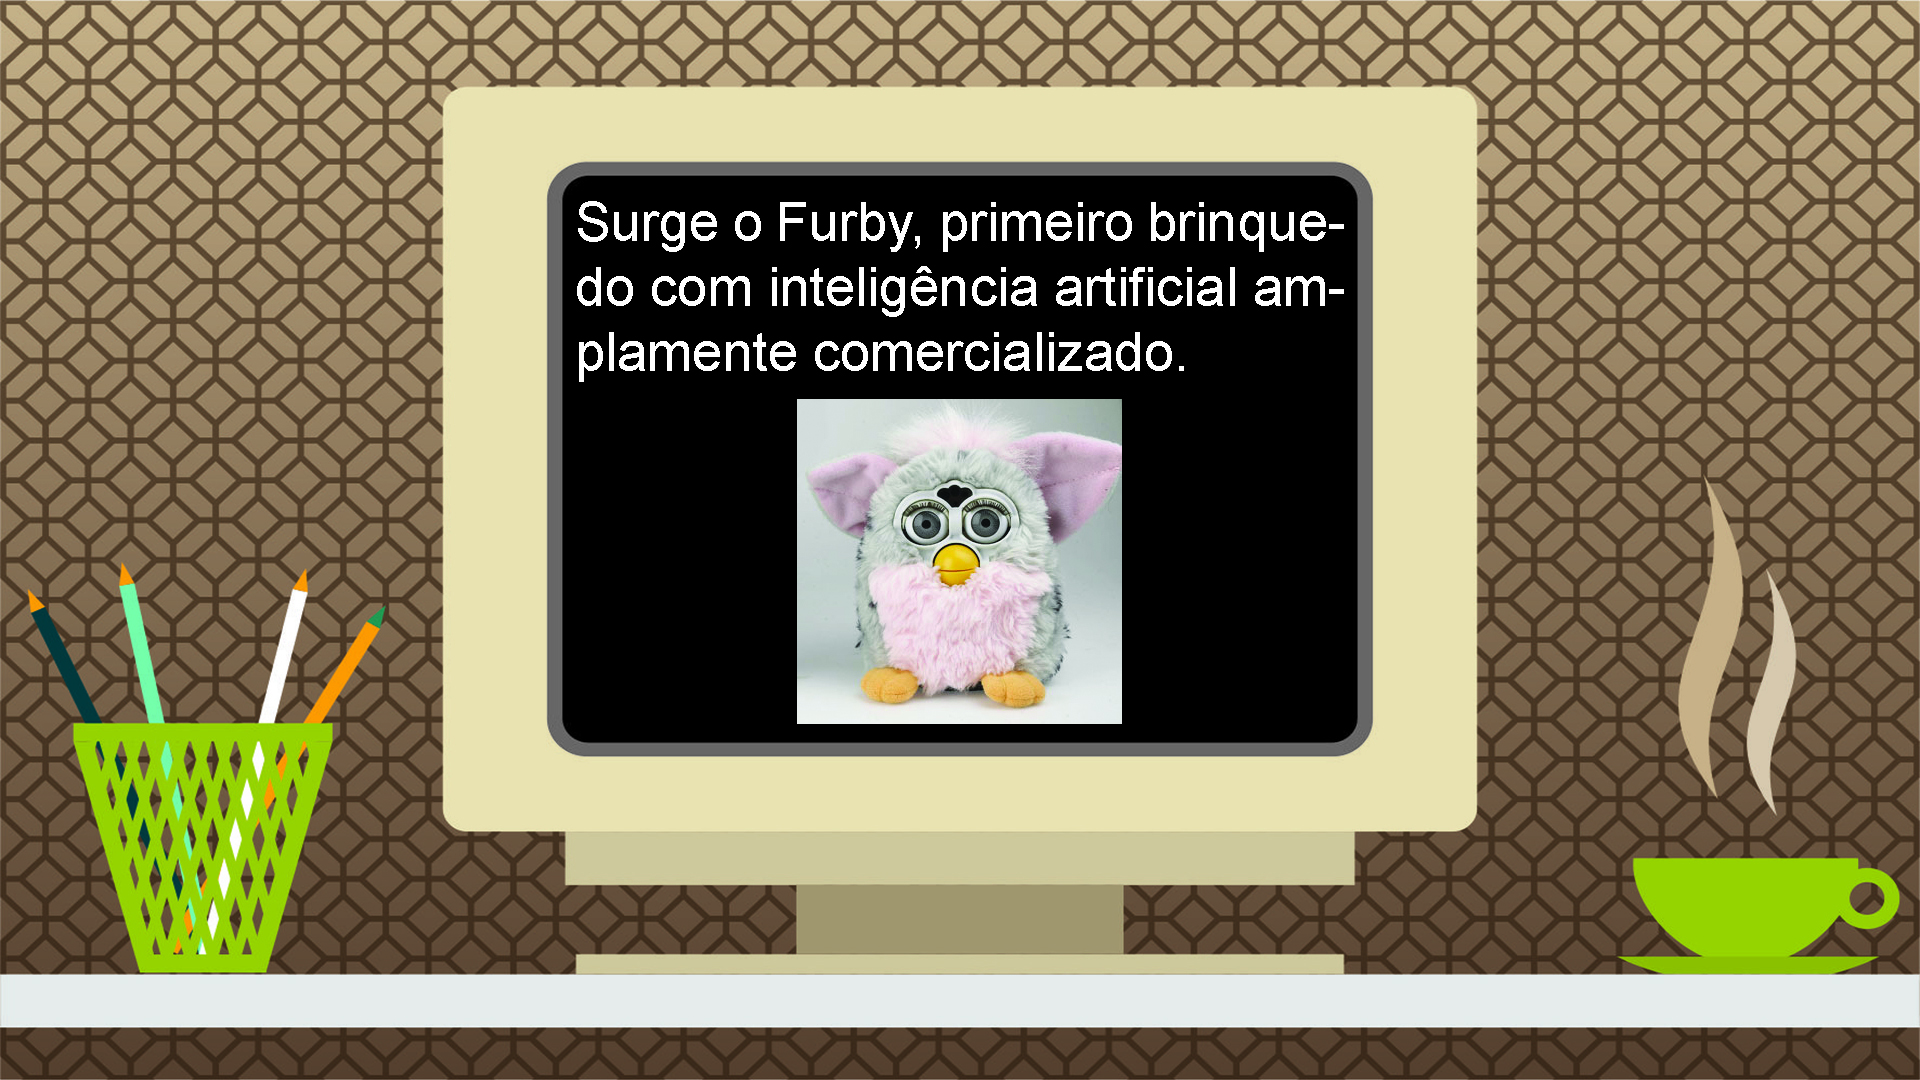 Surge o Furby, primeiro brinque-
do com inteligência artificial am-
plamente comercializado.